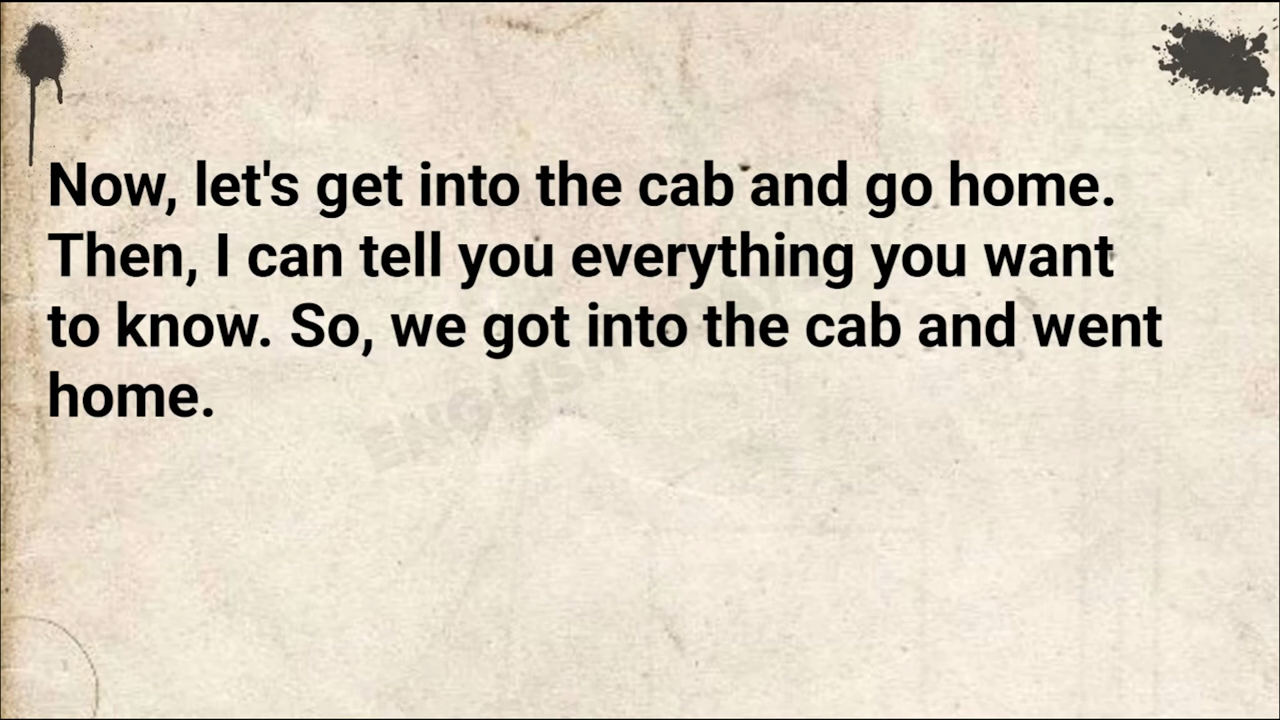 Now, let's get into the cab and go home.
Then, I can tell you everything you want
to know. So, we got into the cab and went
home.